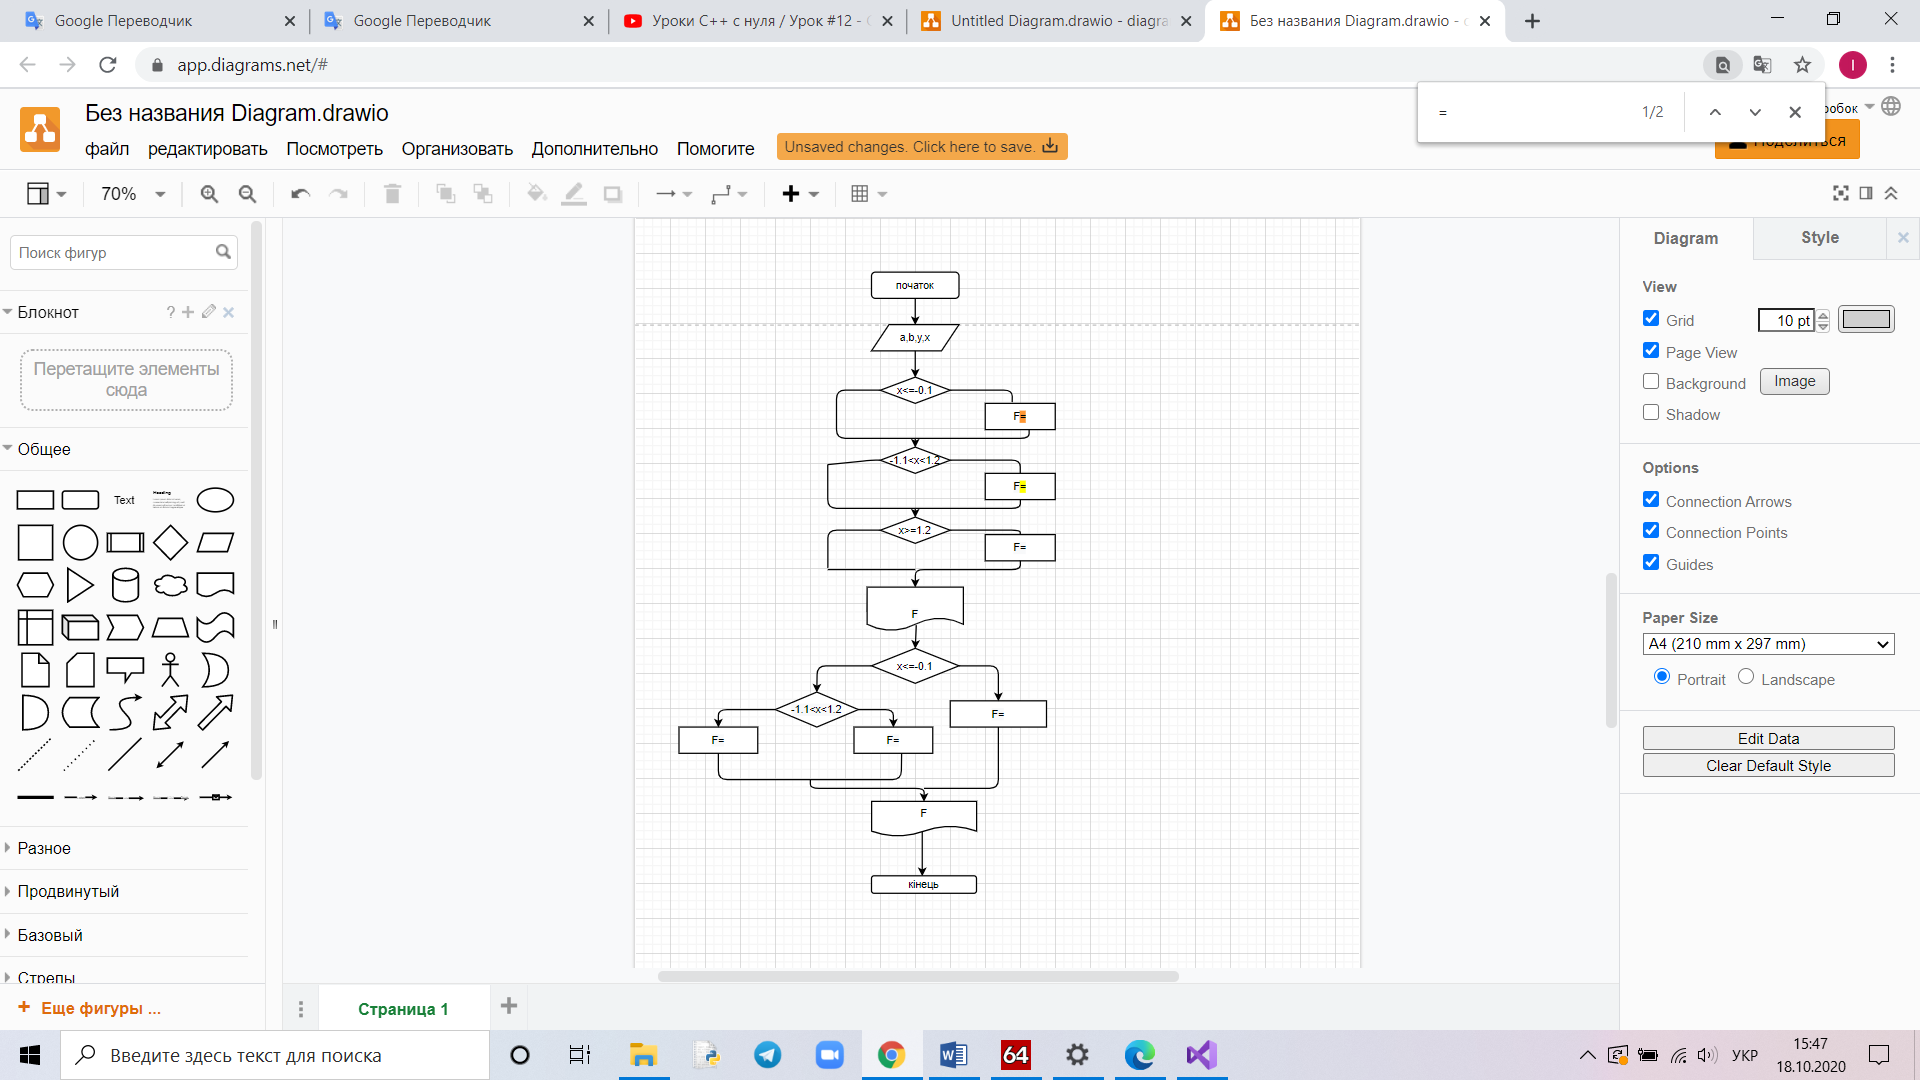 Google Переводчик
Google Переводчик
Уроки C++ с нуля / Урок #12 -
Untitled Diagram.drawio - diagra
Без названия Diagram.drawio -
app.diagrams.net/#
I
=
1/2
Без названия Diagram.drawio
файл редактировать Посмотреть Организовать Дополнительно Помогите
Unsaved changes. Click here to save.
Поделиться
70%
Поиск фигур
Блокнот
?
Перетащите элементы
сюда
Общее
Text
Heading
Разное
Продвинутый
Базовый
Стрелы
+ Еще фигуры ...
початок
a,b,y,x
x<=-0.1
F=
-1.1<x<1.2
F=
x>=1.2
F=
F
x<=-0.1
-1.1<x<1.2
F=
F=
F=
F
кінець
Diagram
Style
View
Grid
10 pt
Page View
Background
Image
Shadow
Options
Connection Arrows
Connection Points
Guides
Paper Size
A4 (210 mm x 297 mm)
Portrait
Landscape
Edit Data
Clear Default Style
Страница 1
Введите здесь текст для поиска
64
УКР
15:47
18.10.2020